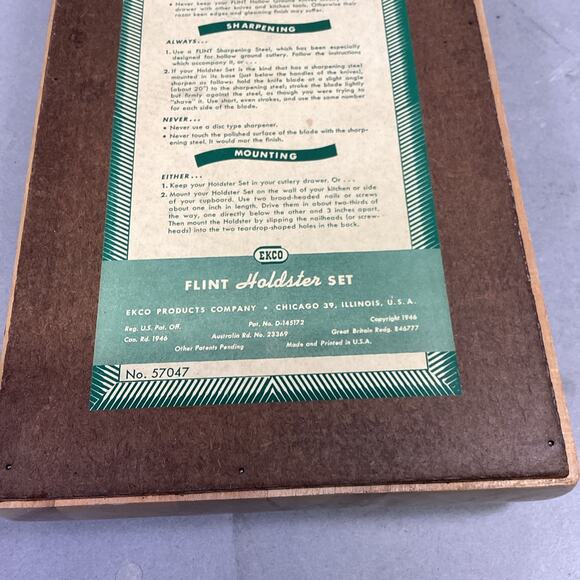 • Never keep your FLINT Hollow Ground
drawer with other knives and kitchen tools. Otherwise their
razor keen edges and gleaming finish may suffer.
SHARPENING
ALWAYS...
1. Use a FLINT Sharpening Steel, which has been especially
designed for hollow ground cutlery. Follow the instructions
which accompany it, or ...
2. If your Holdster Set is the kind that has a sharpening steel
mounted in its base (just below the handles of the knives),
sharpen as follows: hold the knife blade at a slight angle
(about 20°) to the sharpening steel; stroke the blade lightly
but firmly against the steel, as though you were trying to
"shave" it. Use short, even strokes, and use the same number
for each side of the blade.
NEVER...
• Never use a disc type sharpener.
• Never touch the polished surface of the blade with the sharp-
ening steel. It would mar the finish.
MOUNTING
EITHER...
1. Keep your Holdster Set in your cutlery drawer. Or ...
2. Mount your Holdster Set on the wall of your kitchen or side
of your cupboard. Use two broad-headed nails or screws
about one inch in length. Drive them in about two-thirds of
the way, one directly below the other and 3 inches apart.
Then mount the Holdster by slipping the nailheads (or screw-
heads) into the two teardrop-shaped holes in the back.
EKCO
FLINT Holdster SET
EKCO PRODUCTS COMPANY • CHICAGO 39, ILLINOIS, U.S.A.
Reg. U.S. Pat. Off. Pat. No. D-145172 Copyright 1946
Can. Rd. 1946 Australia Rd. No. 23369 Great Britain Redg. 846777
Other Patents Pending Made and Printed in U.S.A.
No. 57047